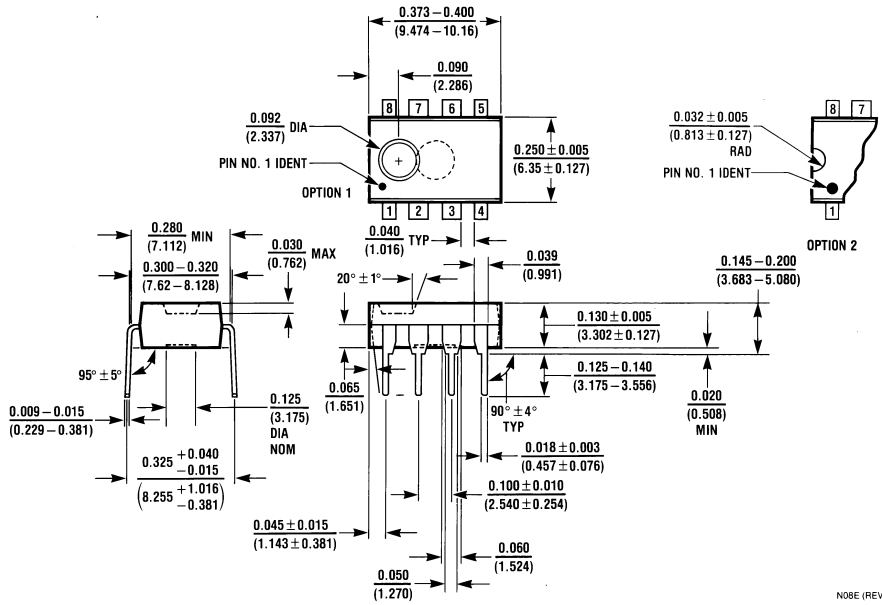 0.373 – 0.400
(9.474 – 10.16)
0.090
(2.286)
8 7 6 5
0.092 DIA
(2.337)
PIN NO. 1 IDENT
OPTION 1
1 2 3 4
0.250 ± 0.005
(6.35 ± 0.127)
0.032 ± 0.005
(0.813 ± 0.127)
RAD
PIN NO. 1 IDENT
8 7
1
OPTION 2
0.280 MIN
(7.112)
0.300 – 0.320
(7.62 – 8.128)
0.030 MAX
(0.762)
0.040 TYP
(1.016)
20° ± 1°
0.039
(0.991)
0.145 – 0.200
(3.683 – 5.080)
0.130 ± 0.005
(3.302 ± 0.127)
0.125 – 0.140
(3.175 – 3.556)
0.020
(0.508)
MIN
95° ± 5°
0.009 – 0.015
(0.229 – 0.381)
0.125
(3.175)
DIA
NOM
0.065
(1.651)
90° ± 4°
TYP
0.018 ± 0.003
(0.457 ± 0.076)
0.325 +0.040
−0.015
(8.255 +1.016
−0.381)
0.100 ± 0.010
(2.540 ± 0.254)
0.045 ± 0.015
(1.143 ± 0.381)
0.060
(1.524)
0.050
(1.270)
N08E (REV